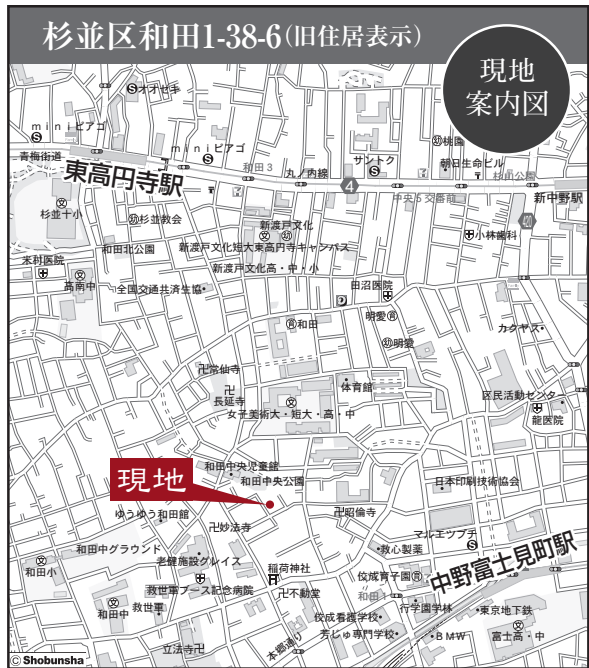 杉並区和田1-38-6(旧住居表示)
現地
案内図
オオゼキ
miniピアゴ
miniピアゴ
青梅街道
東高円寺駅
和田3
丸ノ内線
サントク
4
桃園
朝日生命ビル
杉山公園
新中野駅
中央5交番前
420
杉並十小
杉並教会
新渡戸文化
小林歯科
和田北公園
新渡戸文化短大東高円寺キャンパス
米村医院
新渡戸文化高・中・小
高南中
全国交通共済生協
田沼医院
和田
明愛
カクヤス
明愛
常仙寺
長延寺
体育館
区民活動センター
龍医院
女子美術大・短大・高・中
和田中央児童館
和田中央公園
日本印刷技術協会
現地
ゆうゆう和田館
妙法寺
昭倫寺
マルエツプチ
和田中グラウンド
老健施設グレイス
救心製薬
中野富士見町駅
和田小
稲荷神社
佼成育子園
救世軍ブース記念病院
不動堂
和田1
行学園学林
和田中
救世軍
佼成看護学校
東京地下鉄
芳じゅ専門学校
BMW
富士高・中
立法寺
本郷通り
© Shobunsha